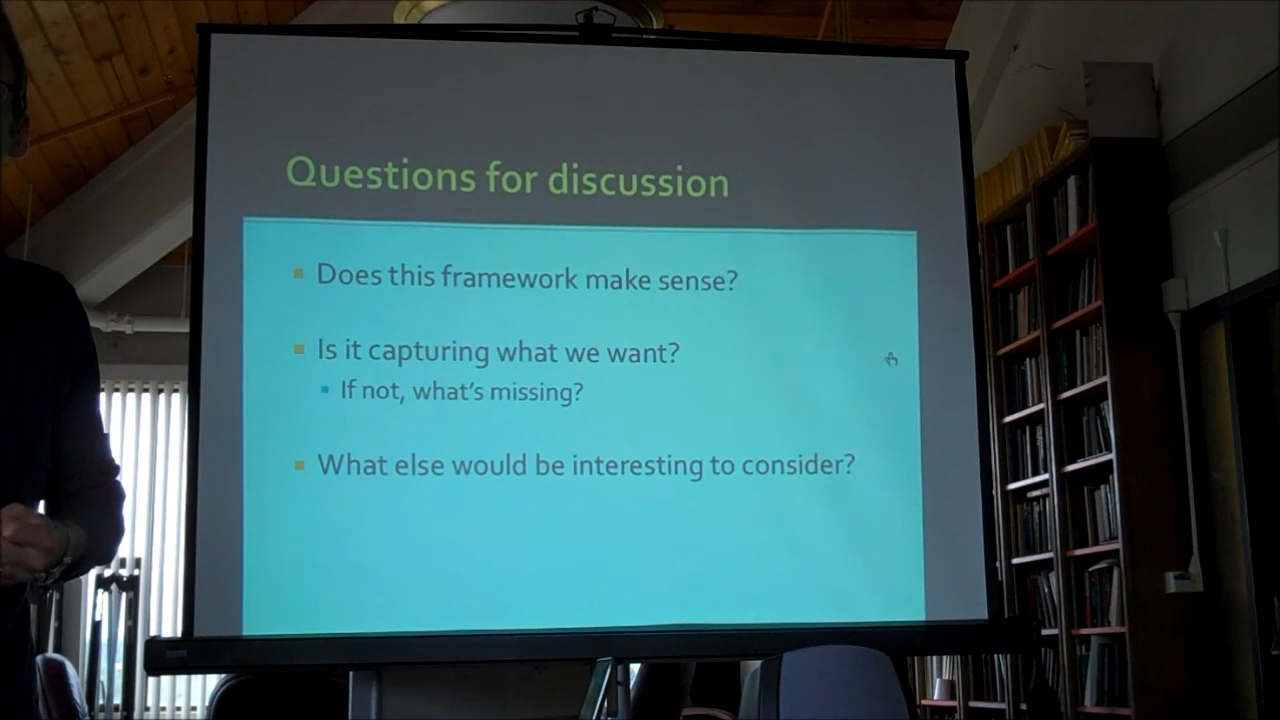 Questions for discussion
Does this framework make sense?
Is it capturing what we want?
If not, what's missing?
What else would be interesting to consider?